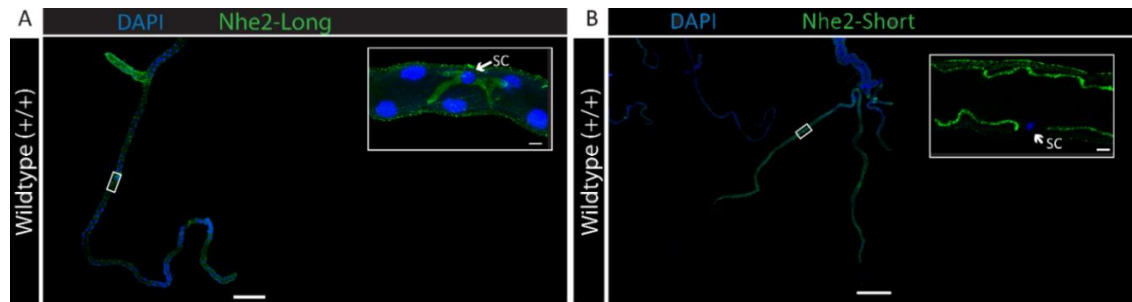 A
DAPI Nhe2-Long
Wildtype (+/+)
SC
B
DAPI Nhe2-Short
Wildtype (+/+)
SC